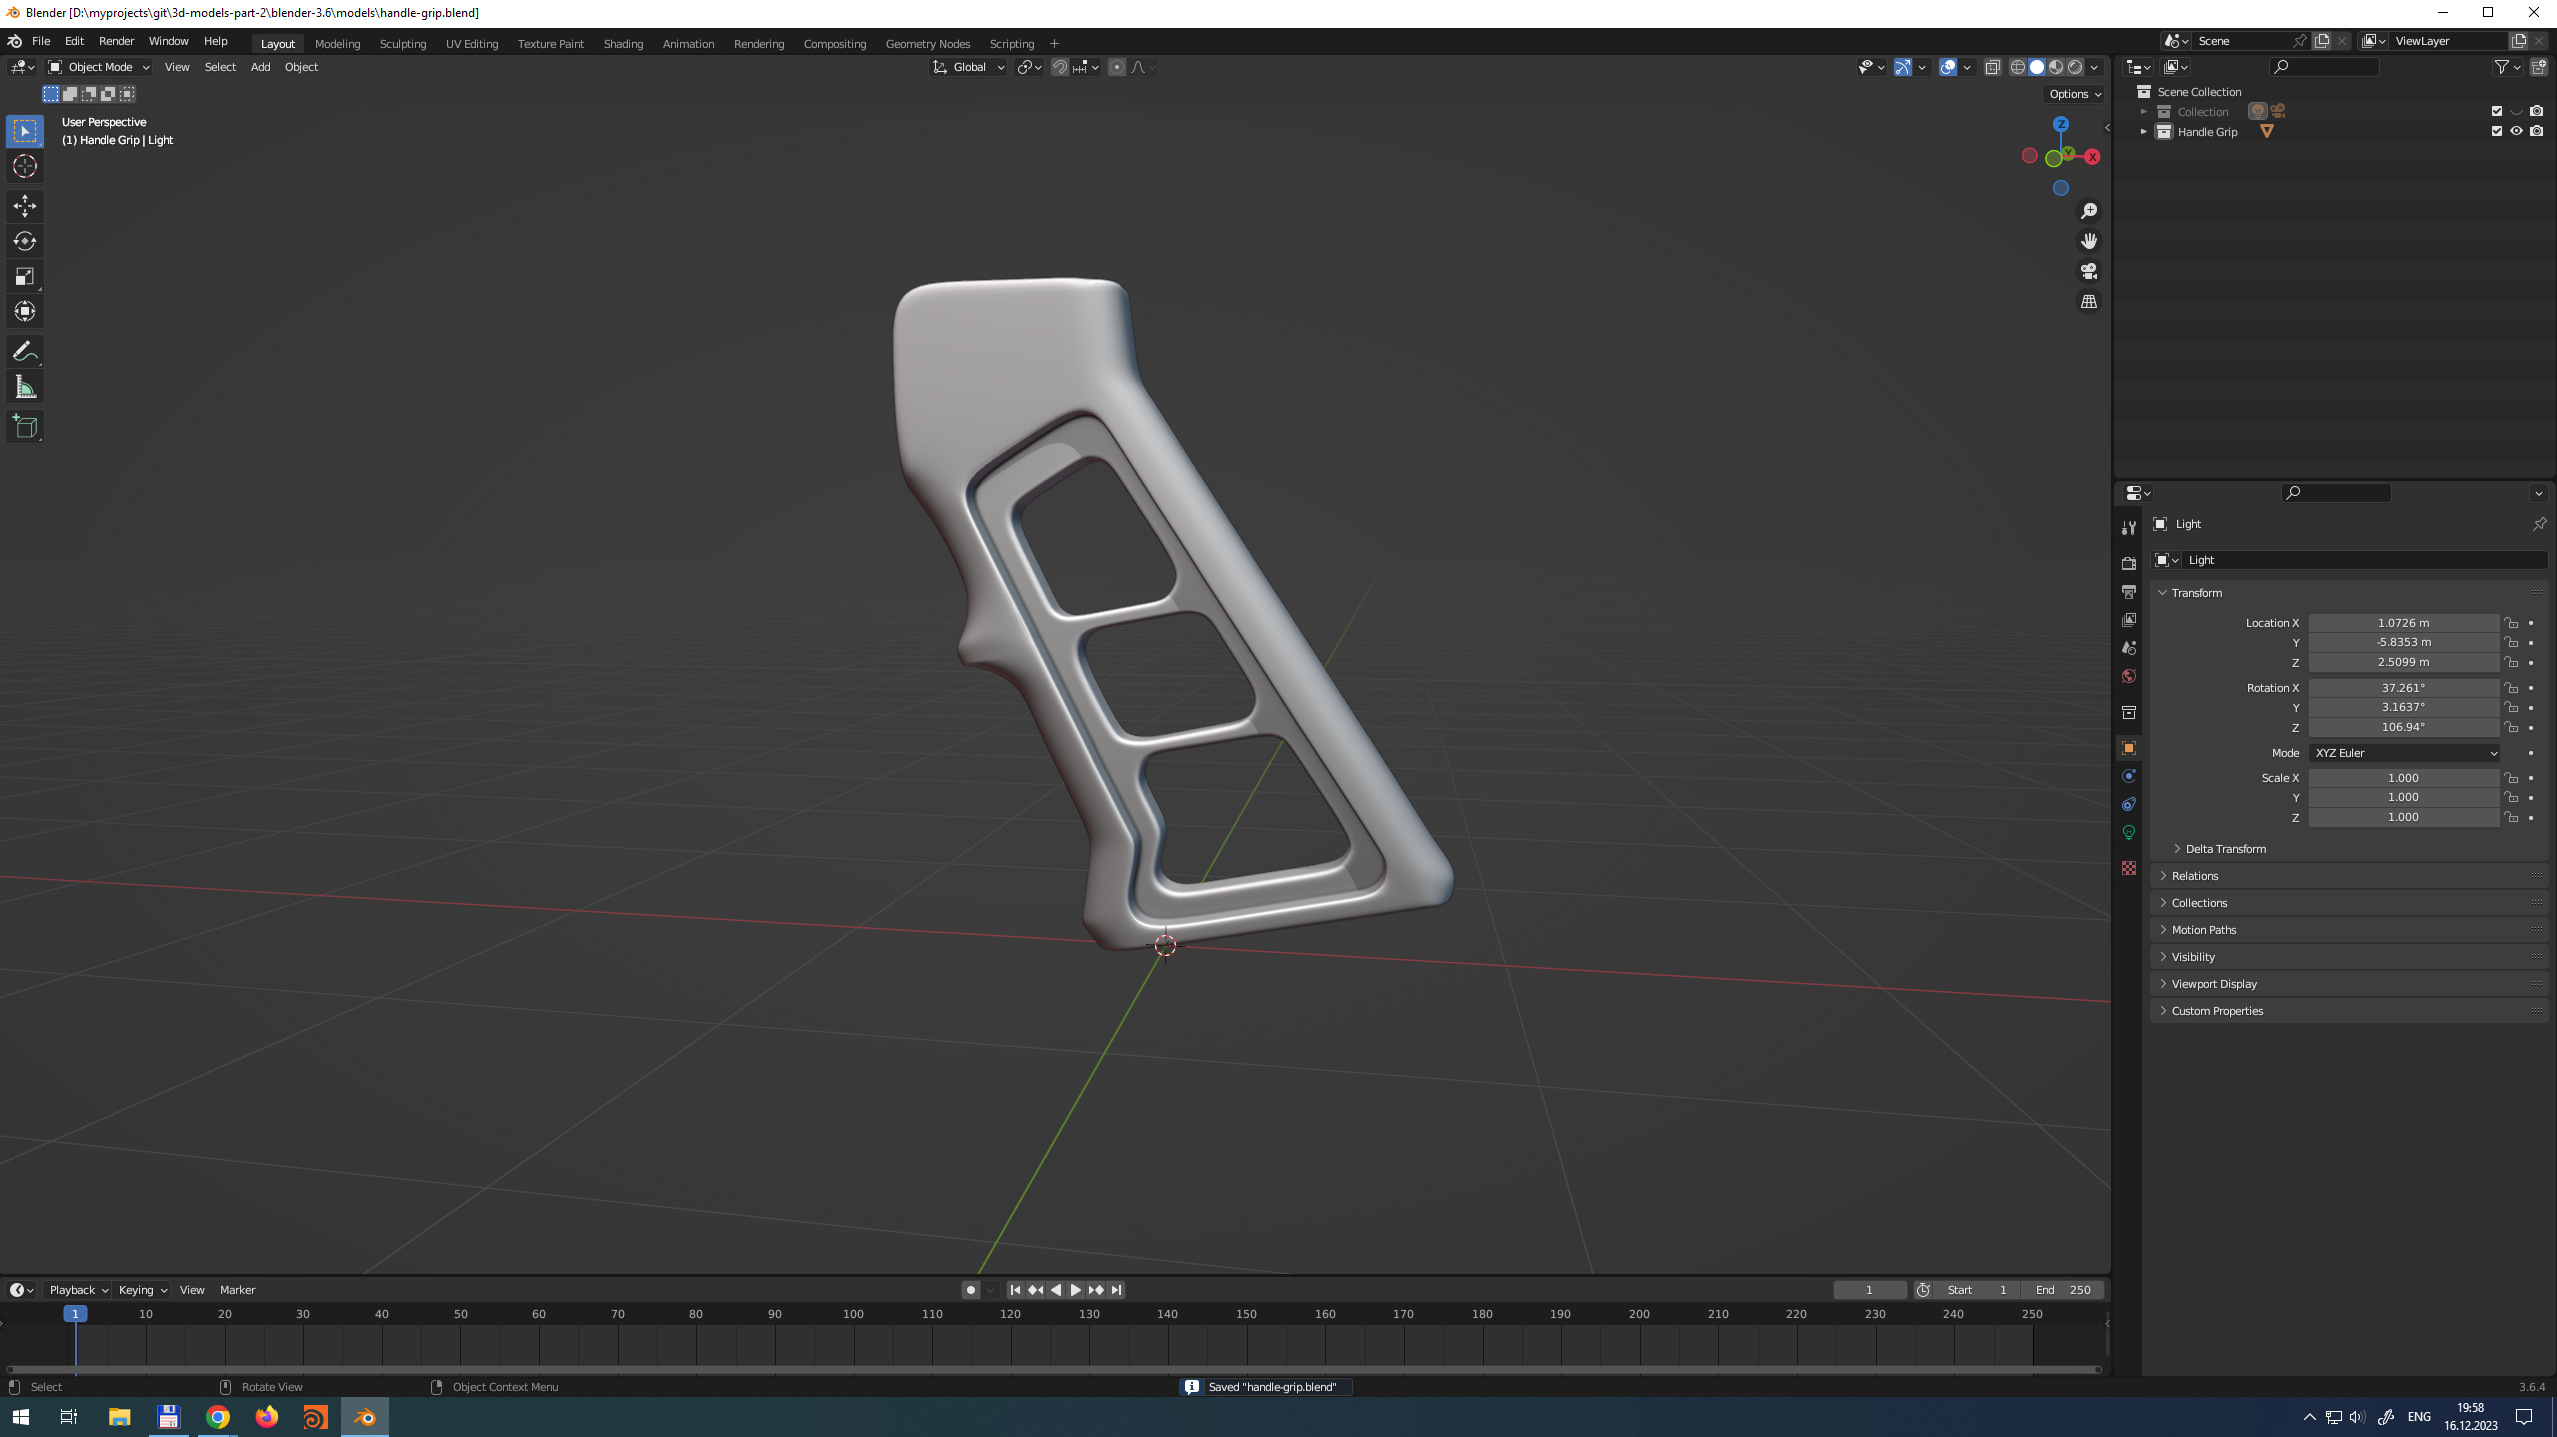 Blender [D:\myprojects\git\3d-models-part-2\blender-3.6\models\handle-grip.blend]
File Edit Render Window Help Layout Modeling Sculpting UV Editing Texture Paint Shading Animation Rendering Compositing Geometry Nodes Scripting + Scene ViewLayer
Object Mode View Select Add Object Global
Options
User Perspective
(1) Handle Grip | Light
Z
Y
X
Scene Collection
Collection
Handle Grip
Light
Light
Transform
Location X 1.0726 m
Y -5.8353 m
Z 2.5099 m
Rotation X 37.261°
Y 3.1637°
Z 106.94°
Mode XYZ Euler
Scale X 1.000
Y 1.000
Z 1.000
Delta Transform
Relations
Collections
Motion Paths
Visibility
Viewport Display
Custom Properties
Playback Keying View Marker 1 Start 1 End 250
1 10 20 30 40 50 60 70 80 90 100 110 120 130 140 150 160 170 180 190 200 210 220 230 240 250
Select Rotate View Object Context Menu Saved "handle-grip.blend" 3.6.4
ENG
19:58
16.12.2023